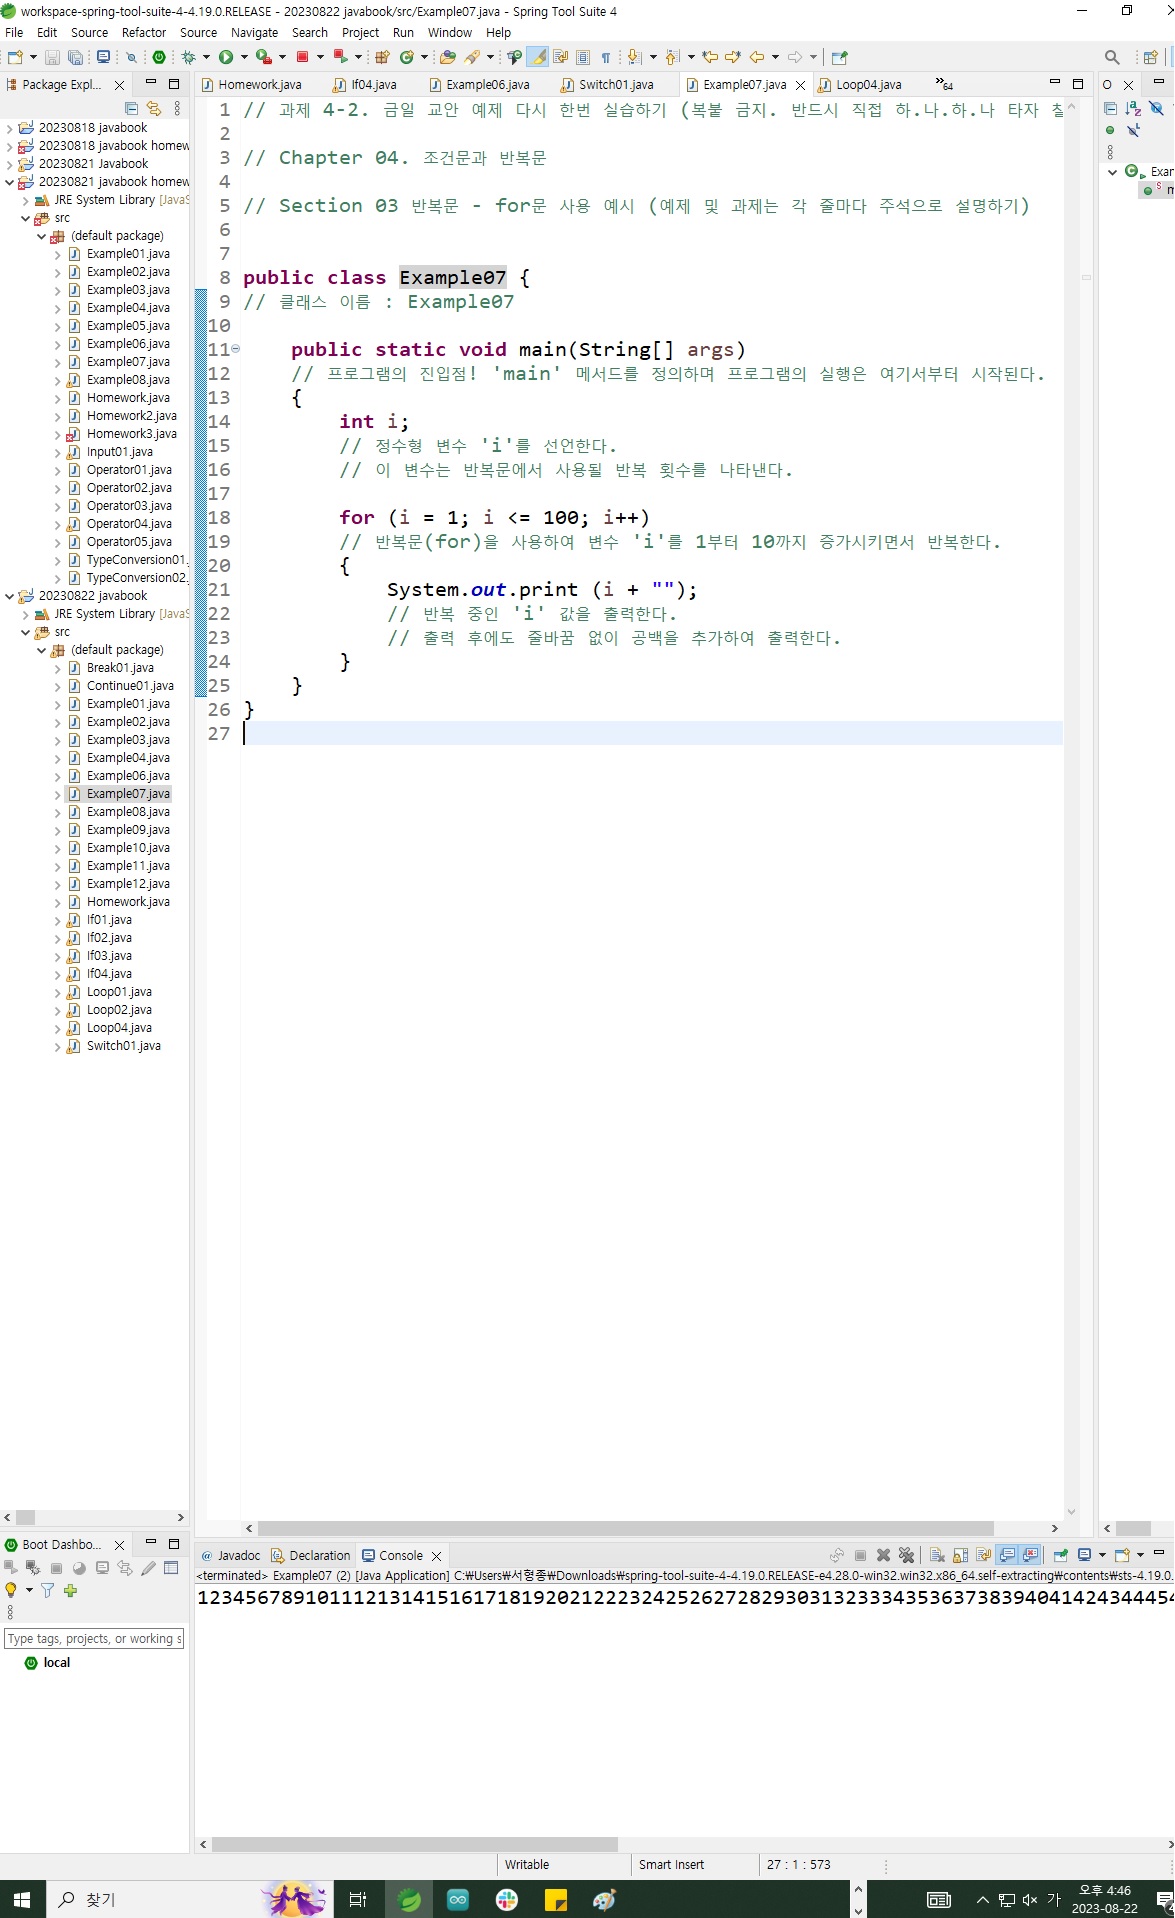 workspace-spring-tool-suite-4-4.19.0.RELEASE - 20230822 javabook/src/Example07.java - Spring Tool Suite 4
File Edit Source Refactor Source Navigate Search Project Run Window Help
Package Expl...
Homework.java If04.java Example06.java Switch01.java Example07.java Loop04.java 64
20230818 javabook
20230818 javabook homew
20230821 Javabook
20230821 javabook homew
JRE System Library [JavaS
src
(default package)
Example01.java
Example02.java
Example03.java
Example04.java
Example05.java
Example06.java
Example07.java
Example08.java
Homework.java
Homework2.java
Homework3.java
Input01.java
Operator01.java
Operator02.java
Operator03.java
Operator04.java
Operator05.java
TypeConversion01.
TypeConversion02.
20230822 javabook
JRE System Library [JavaS
src
(default package)
Break01.java
Continue01.java
Example01.java
Example02.java
Example03.java
Example04.java
Example06.java
Example07.java
Example08.java
Example09.java
Example10.java
Example11.java
Example12.java
Homework.java
If01.java
If02.java
If03.java
If04.java
Loop01.java
Loop02.java
Loop04.java
Switch01.java
1 // 과제 4-2. 금일 교안 예제 다시 한번 실습하기 (복붙 금지. 반드시 직접 하.나.하.나 타자 칠
2
3 // Chapter 04. 조건문과 반복문
4
5 // Section 03 반복문 - for문 사용 예시 (예제 및 과제는 각 줄마다 주석으로 설명하기)
6
7
8 public class Example07 {
9 // 클래스 이름 : Example07
10
11 public static void main(String[] args)
12 // 프로그램의 진입점! 'main' 메서드를 정의하며 프로그램의 실행은 여기서부터 시작된다.
13 {
14 int i;
15 // 정수형 변수 'i'를 선언한다.
16 // 이 변수는 반복문에서 사용될 반복 횟수를 나타낸다.
17
18 for (i = 1; i <= 100; i++)
19 // 반복문(for)을 사용하여 변수 'i'를 1부터 10까지 증가시키면서 반복한다.
20 {
21 System.out.print (i + "");
22 // 반복 중인 'i' 값을 출력한다.
23 // 출력 후에도 줄바꿈 없이 공백을 추가하여 출력한다.
24 }
25 }
26 }
27
O
Exam
m
Boot Dashbo...
Type tags, projects, or working s
local
Javadoc Declaration Console
<terminated> Example07 (2) [Java Application] C:₩Users₩서형종₩Downloads₩spring-tool-suite-4-4.19.0.RELEASE-e4.28.0-win32.win32.x86_64.self-extracting₩contents₩sts-4.19.0.
123456789101112131415161718192021222324252627282930313233343536373839404142434454
Writable Smart Insert 27 : 1 : 573
찾기
가
오후 4:46
2023-08-22